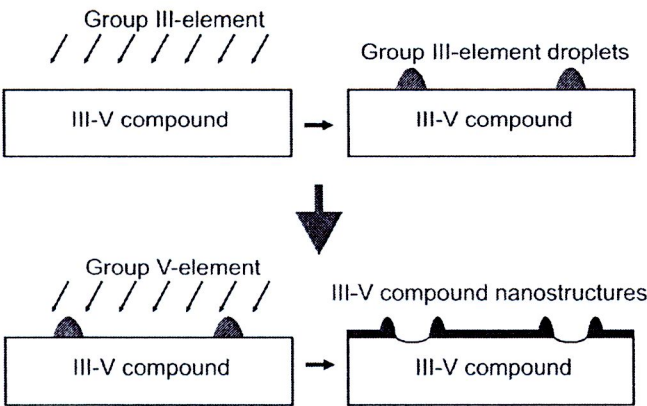 Group III-element
Group III-element droplets
III-V compound
III-V compound
Group V-element
III-V compound nanostructures
III-V compound
III-V compound